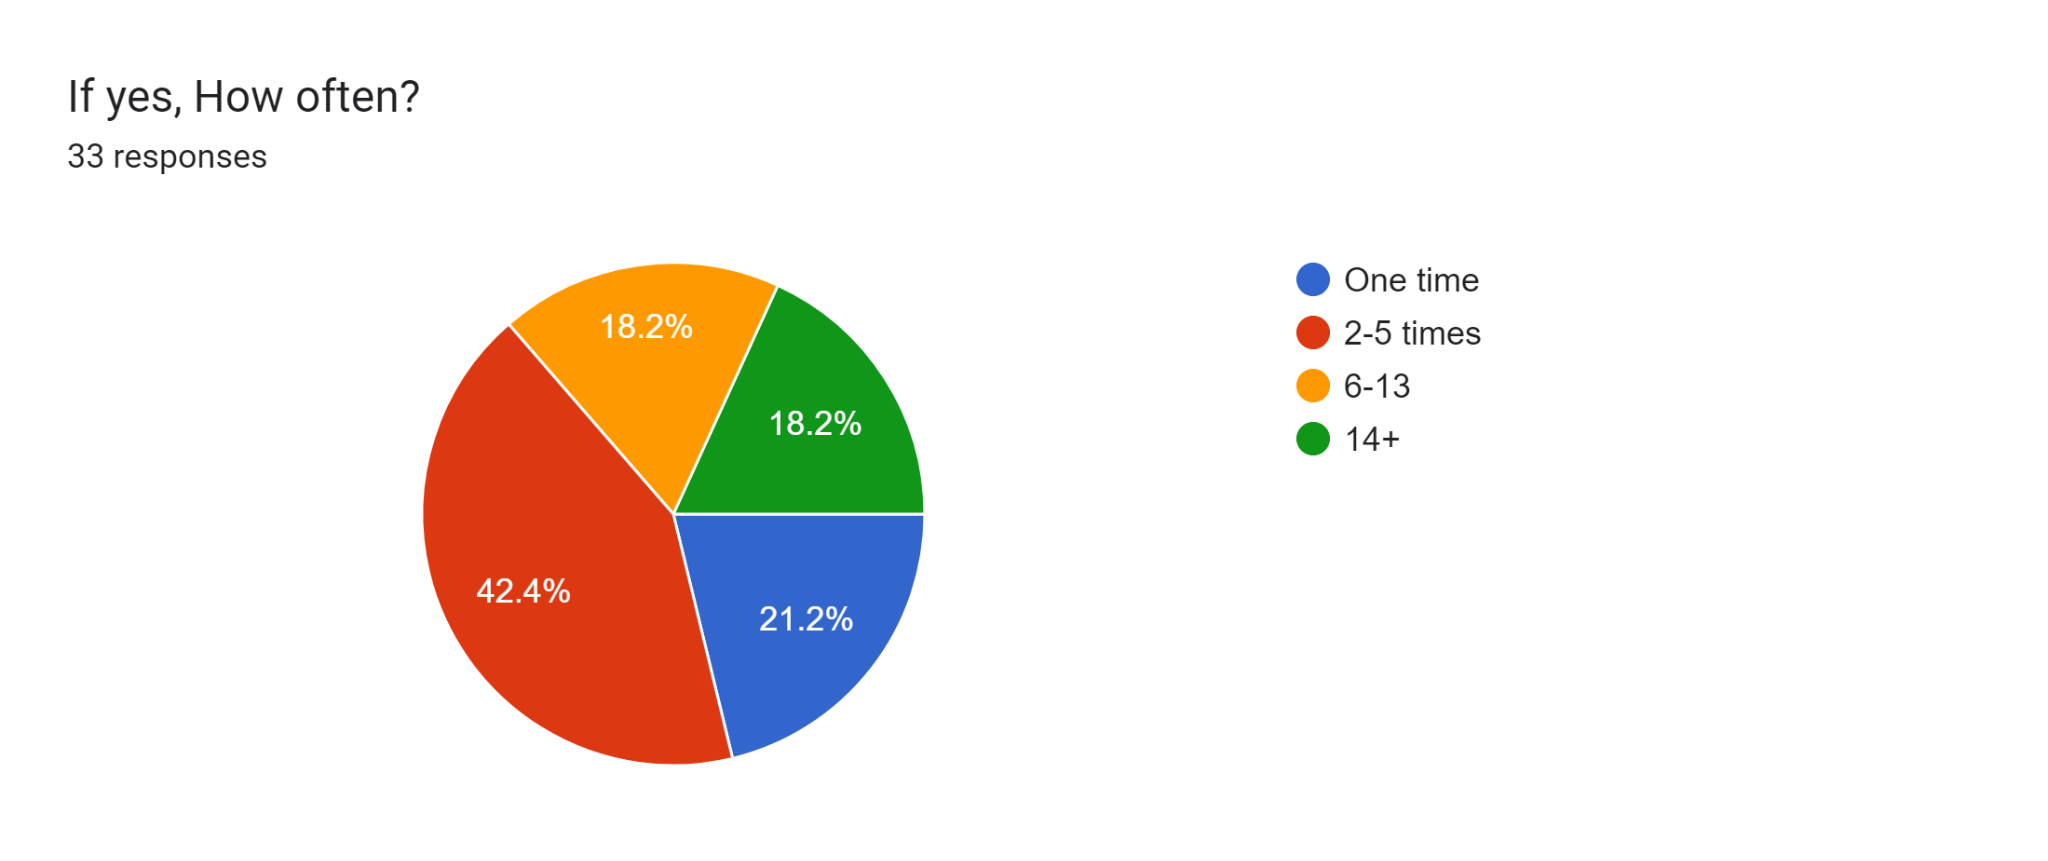 If yes, How often?
33 responses
18.2%
18.2%
42.4%
21.2%
One time
2-5 times
6-13
14+